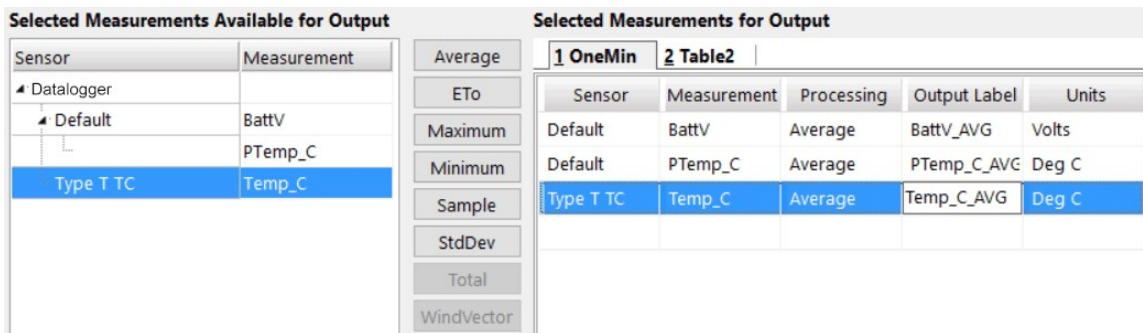 Selected Measurements Available for Output
Sensor Measurement
Datalogger
Default BattV
PTemp_C
Type T TC Temp_C
Average
ETo
Maximum
Minimum
Sample
StdDev
Total
WindVector
Selected Measurements for Output
1 OneMin 2 Table2
Sensor Measurement Processing Output Label Units
Default BattV Average BattV_AVG Volts
Default PTemp_C Average PTemp_C_AVG Deg C
Type T TC Temp_C Average Temp_C_AVG Deg C